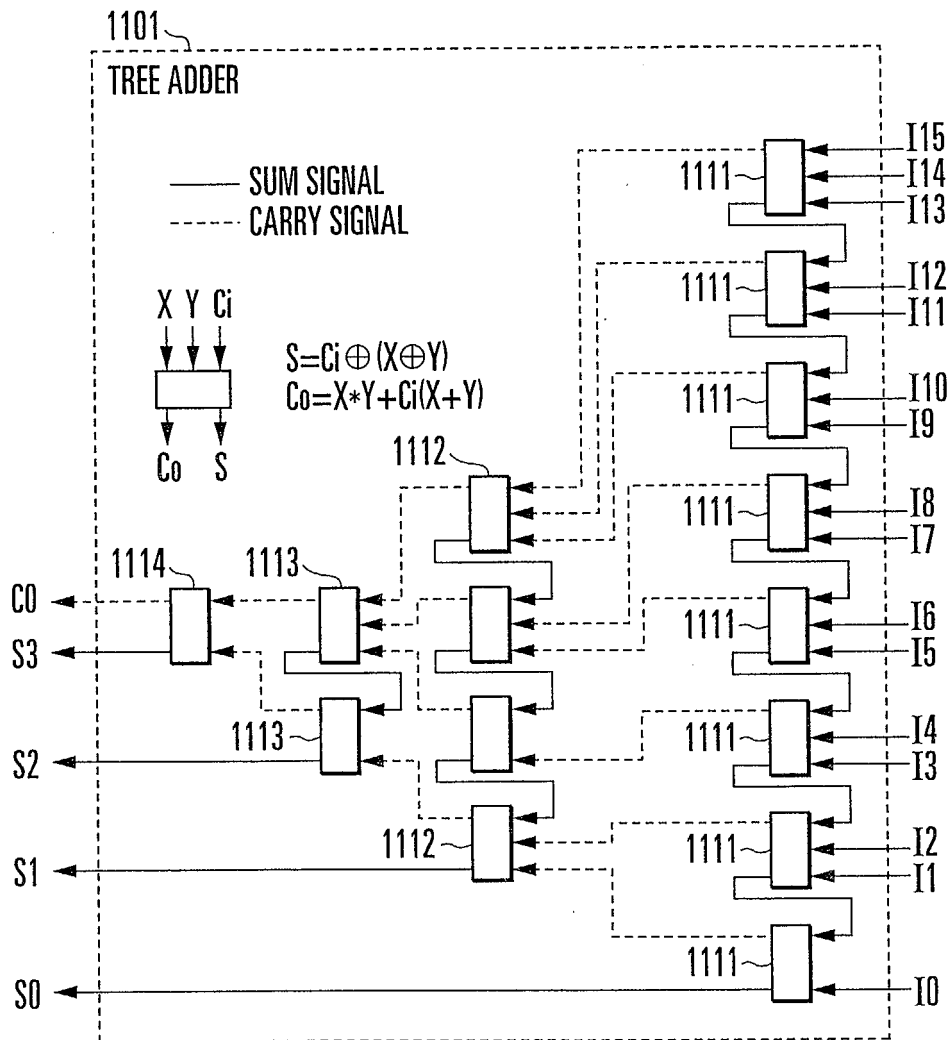 1101
TREE ADDER
SUM SIGNAL
CARRY SIGNAL
X Y Ci
S=Ci⊕(X⊕Y)
Co=X*Y+Ci(X+Y)
Co S
1111
I15
I14
I13
1111
I12
I11
1111
I10
I9
1112
1111
I8
I7
1114
1113
C0
S3
1111
I6
I5
1113
S2
1111
I4
I3
1112
S1
1111
I2
I1
1111
S0
I0